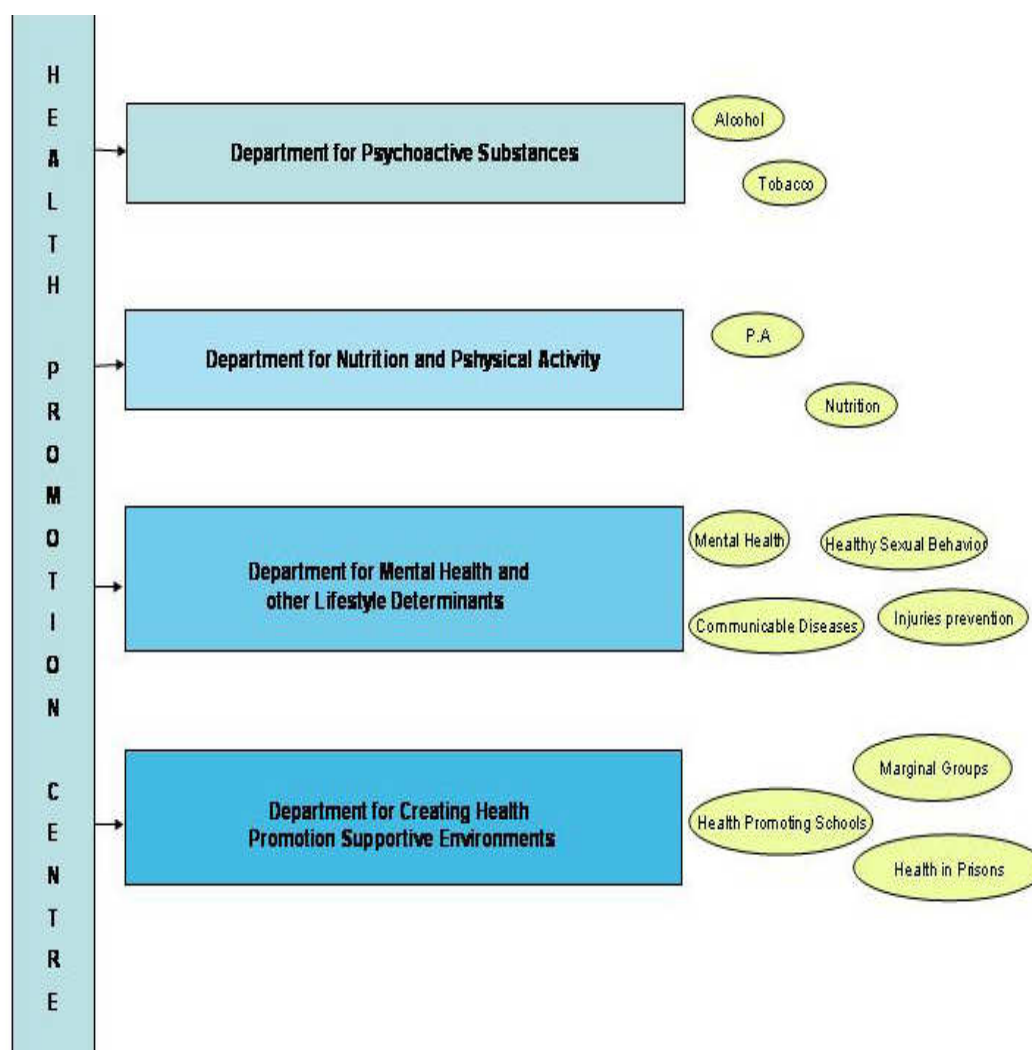 HEALTH PROMOTION CENTRE
Department for Psychoactive Substances
Alcohol
Tobacco
Department for Nutrition and Pshysical Activity
P.A
Nutrition
Department for Mental Health and
other Lifestyle Determinants
Mental Health
Healthy Sexual Behavior
Communicable Diseases
Injuries prevention
Department for Creating Health
Promotion Supportive Environments
Marginal Groups
Health Promoting Schools
Health in Prisons